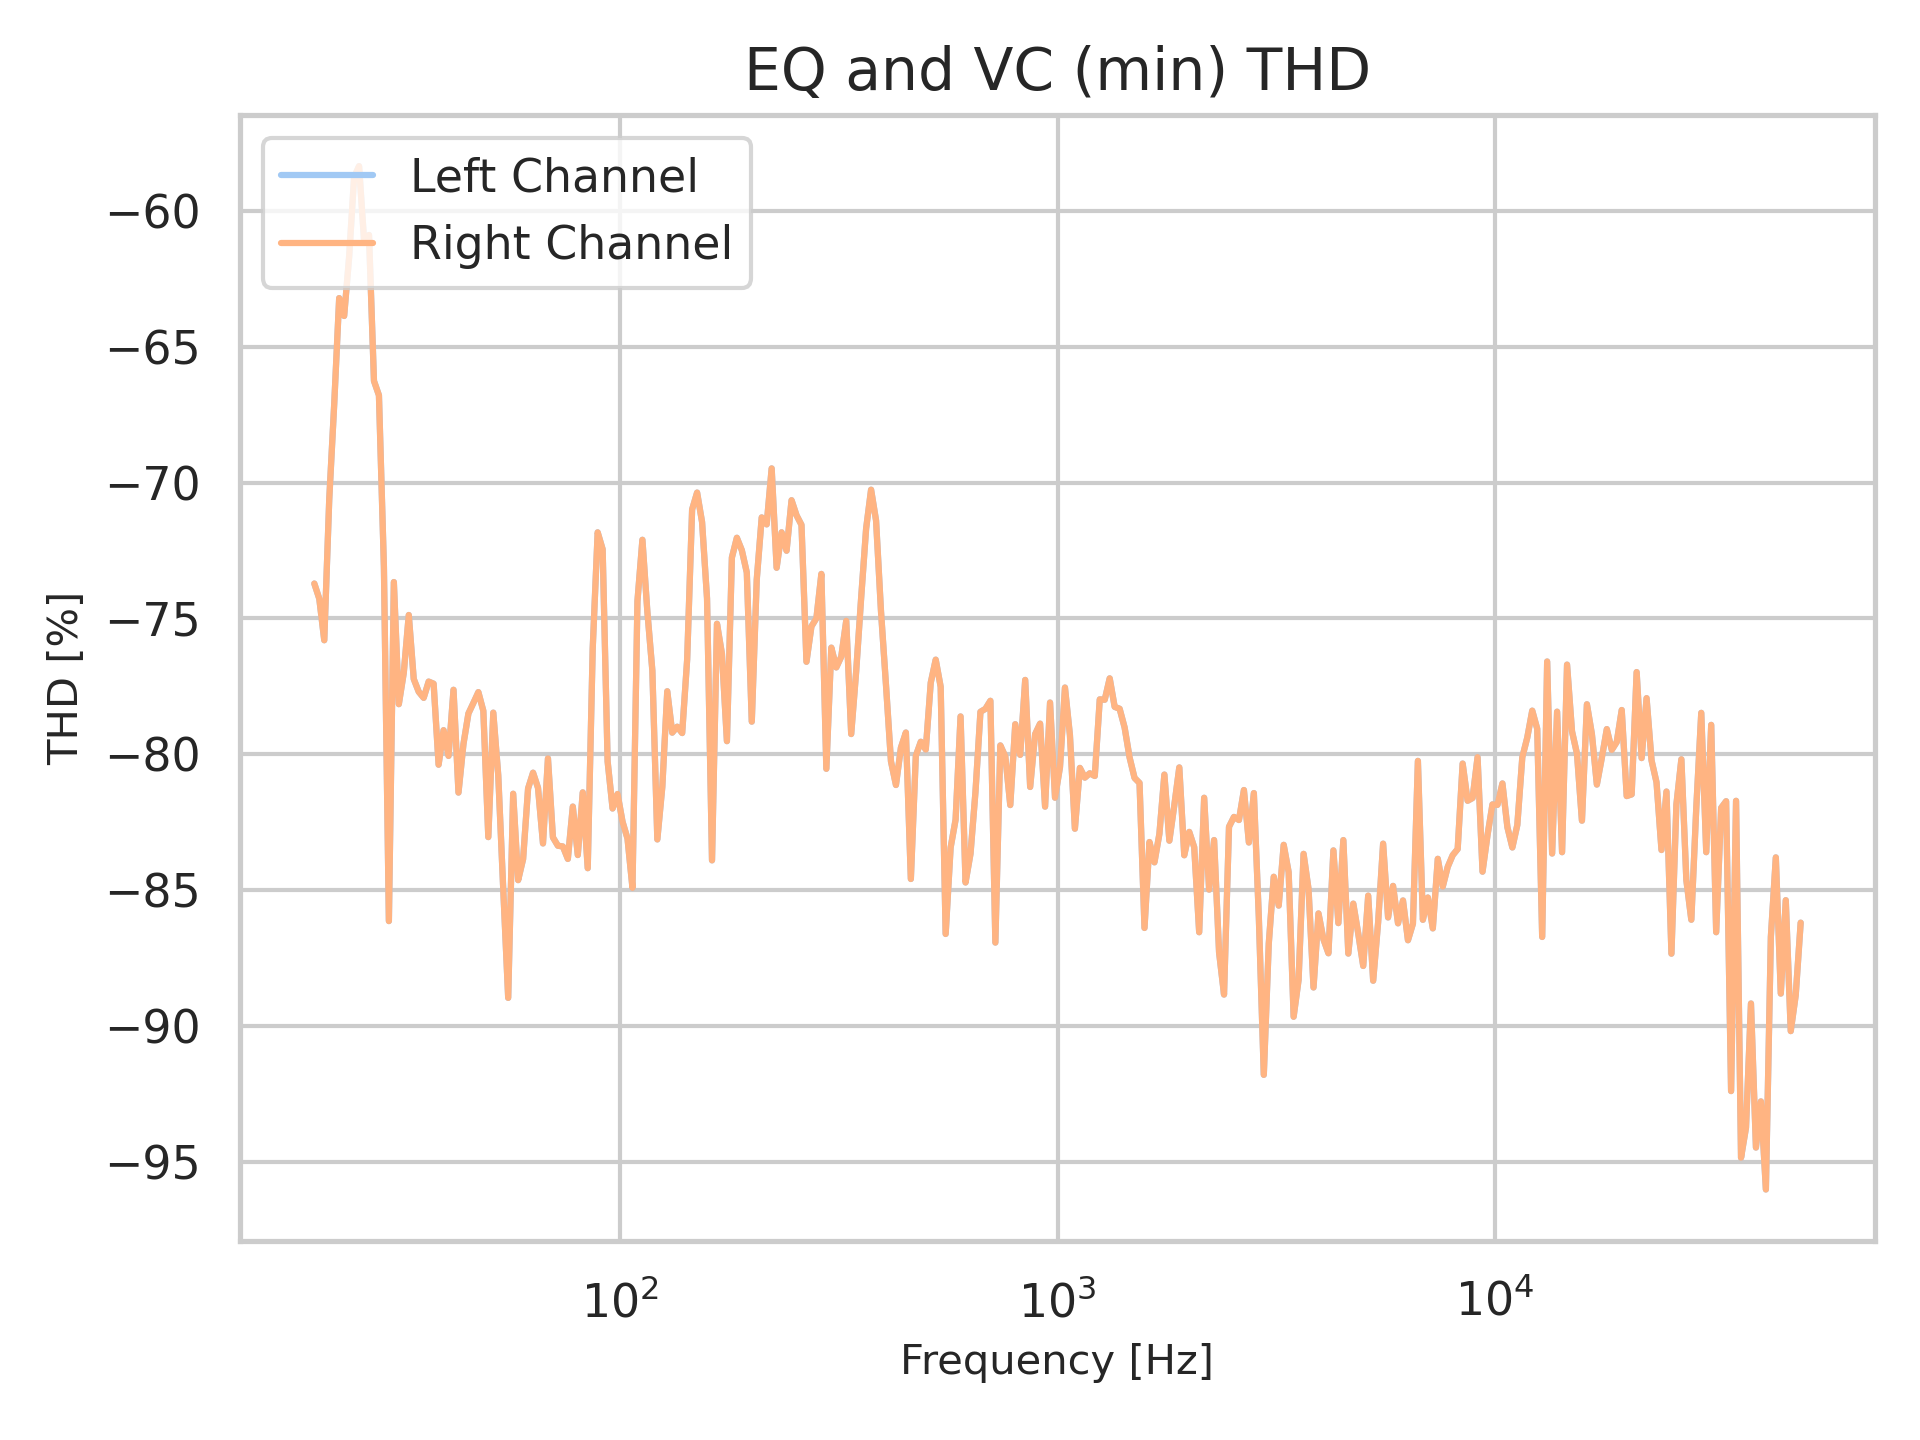 EQ and VC (min) THD
Left Channel
Right Channel
THD [%]
−60
−65
−70
−75
−80
−85
−90
−95
10²
10³
10⁴
Frequency [Hz]